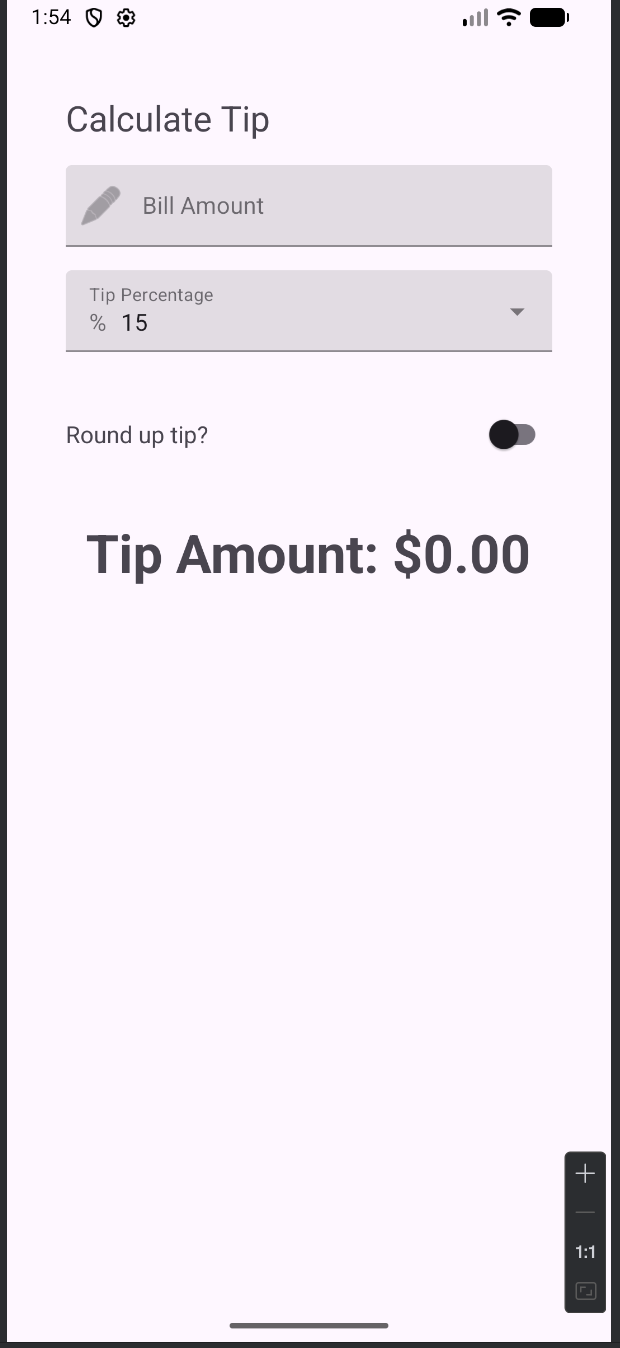 1:54
Calculate Tip
Bill Amount
Tip Percentage
% 15
Round up tip?
Tip Amount: $0.00
1:1